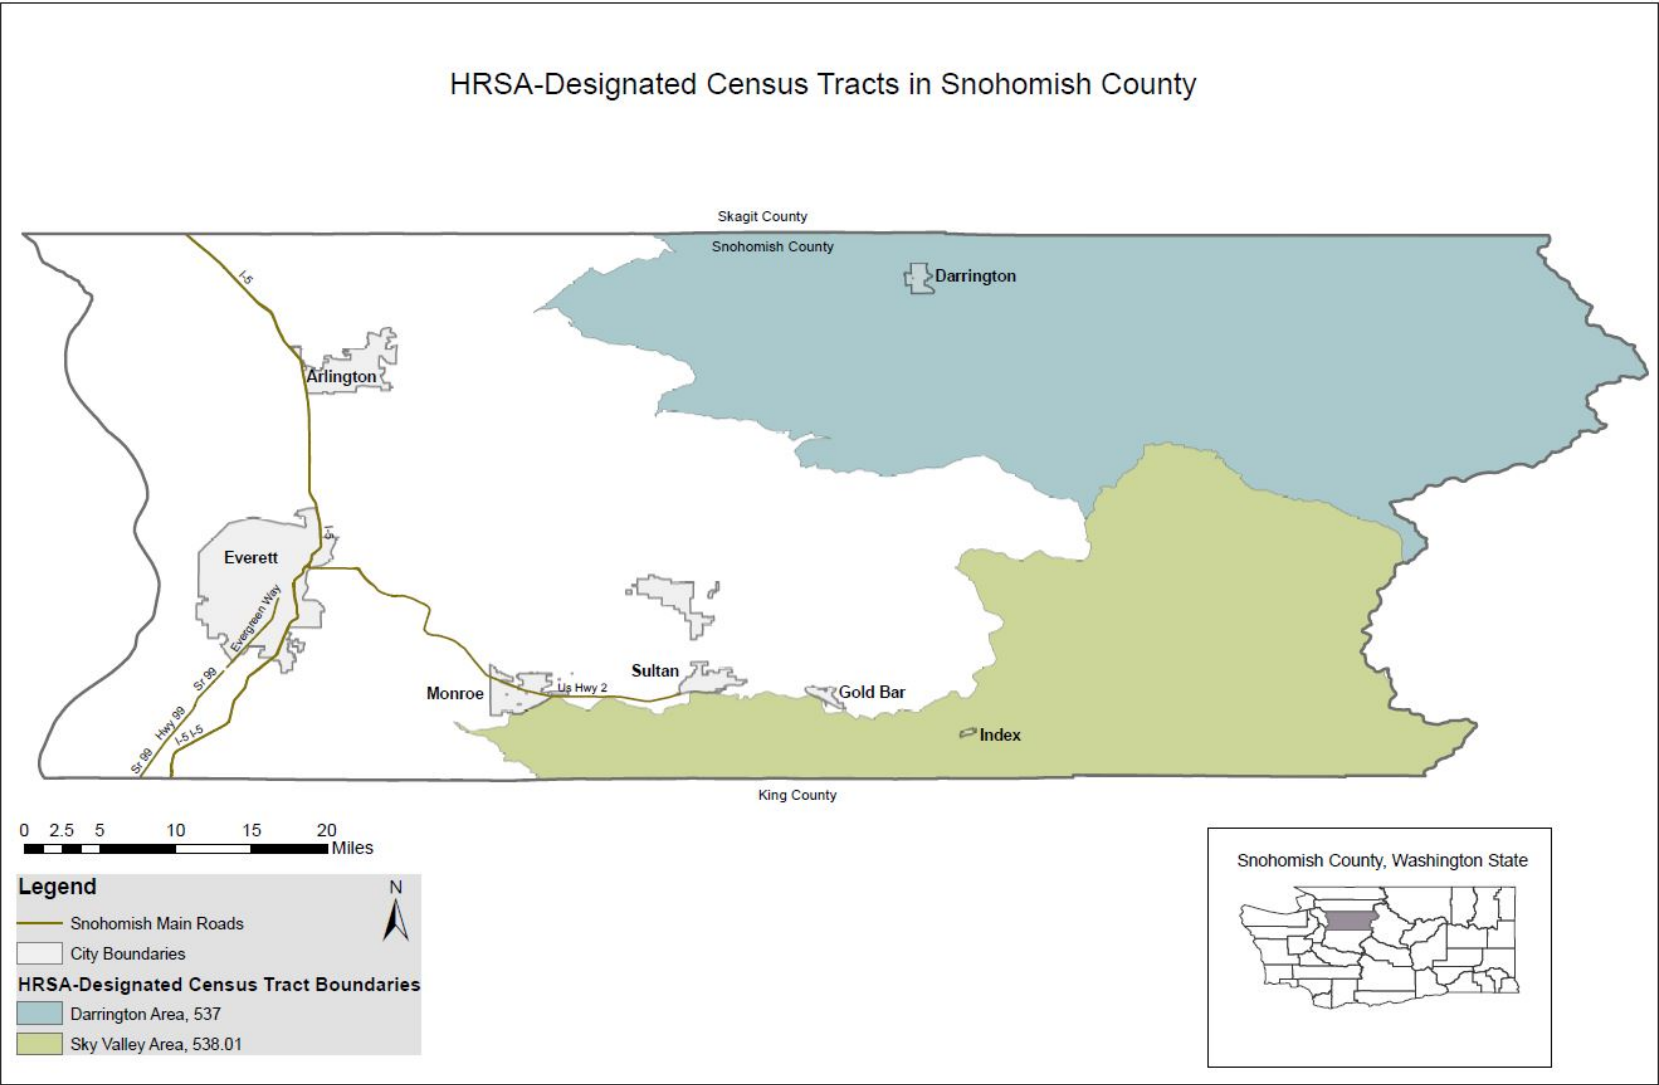 HRSA-Designated Census Tracts in Snohomish County
Skagit County
Snohomish County
Darrington
I-5
Arlington
I-5
Everett
Evergreen Way
Sr 99
Hwy 99
Sr 99
I-5 I-5
Monroe
Us Hwy 2
Sultan
Gold Bar
Index
King County
0 2.5 5 10 15 20
Miles
Legend
N
Snohomish Main Roads
City Boundaries
HRSA-Designated Census Tract Boundaries
Darrington Area, 537
Sky Valley Area, 538.01
Snohomish County, Washington State